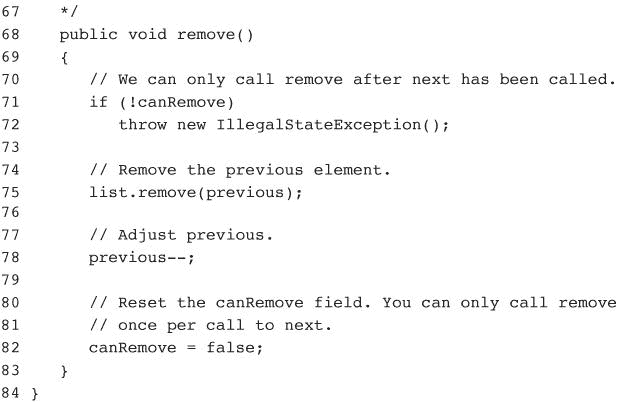 67    */
68    public void remove()
69    {
70       // We can only call remove after next has been called.
71       if (!canRemove)
72          throw new IllegalStateException();
73
74       // Remove the previous element.
75       list.remove(previous);
76
77       // Adjust previous.
78       previous--;
79
80       // Reset the canRemove field. You can only call remove
81       // once per call to next.
82       canRemove = false;
83    }
84 }